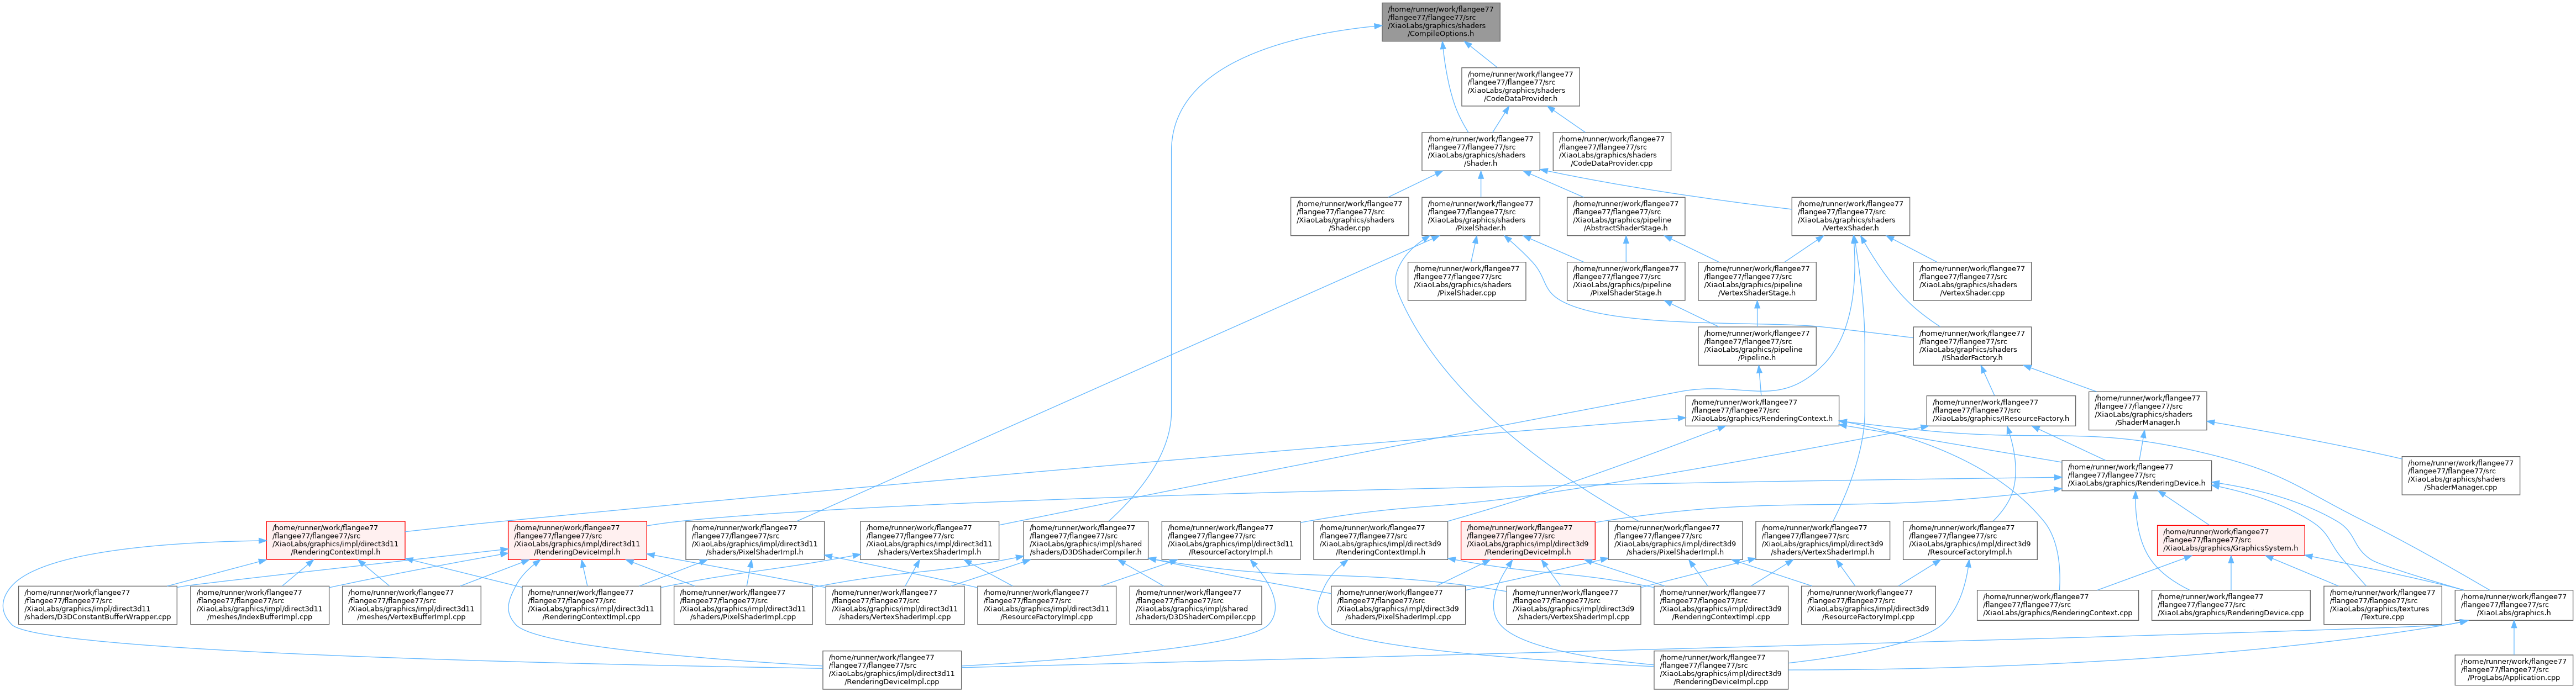 /home/runner/work/flangee77
/flangee77/flangee77/src
/XiaoLabs/graphics/shaders
/CompileOptions.h
/home/runner/work/flangee77
/flangee77/flangee77/src
/XiaoLabs/graphics/shaders
/CodeDataProvider.h
/home/runner/work/flangee77
/flangee77/flangee77/src
/XiaoLabs/graphics/shaders
/Shader.h
/home/runner/work/flangee77
/flangee77/flangee77/src
/XiaoLabs/graphics/shaders
/CodeDataProvider.cpp
/home/runner/work/flangee77
/flangee77/flangee77/src
/XiaoLabs/graphics/shaders
/Shader.cpp
/home/runner/work/flangee77
/flangee77/flangee77/src
/XiaoLabs/graphics/shaders
/PixelShader.h
/home/runner/work/flangee77
/flangee77/flangee77/src
/XiaoLabs/graphics/pipeline
/AbstractShaderStage.h
/home/runner/work/flangee77
/flangee77/flangee77/src
/XiaoLabs/graphics/shaders
/VertexShader.h
/home/runner/work/flangee77
/flangee77/flangee77/src
/XiaoLabs/graphics/shaders
/PixelShader.cpp
/home/runner/work/flangee77
/flangee77/flangee77/src
/XiaoLabs/graphics/pipeline
/PixelShaderStage.h
/home/runner/work/flangee77
/flangee77/flangee77/src
/XiaoLabs/graphics/pipeline
/VertexShaderStage.h
/home/runner/work/flangee77
/flangee77/flangee77/src
/XiaoLabs/graphics/shaders
/VertexShader.cpp
/home/runner/work/flangee77
/flangee77/flangee77/src
/XiaoLabs/graphics/pipeline
/Pipeline.h
/home/runner/work/flangee77
/flangee77/flangee77/src
/XiaoLabs/graphics/shaders
/IShaderFactory.h
/home/runner/work/flangee77
/flangee77/flangee77/src
/XiaoLabs/graphics/RenderingContext.h
/home/runner/work/flangee77
/flangee77/flangee77/src
/XiaoLabs/graphics/IResourceFactory.h
/home/runner/work/flangee77
/flangee77/flangee77/src
/XiaoLabs/graphics/shaders
/ShaderManager.h
/home/runner/work/flangee77
/flangee77/flangee77/src
/XiaoLabs/graphics/RenderingDevice.h
/home/runner/work/flangee77
/flangee77/flangee77/src
/XiaoLabs/graphics/shaders
/ShaderManager.cpp
/home/runner/work/flangee77
/flangee77/flangee77/src
/XiaoLabs/graphics/impl/direct3d11
/RenderingContextImpl.h
/home/runner/work/flangee77
/flangee77/flangee77/src
/XiaoLabs/graphics/impl/direct3d11
/RenderingDeviceImpl.h
/home/runner/work/flangee77
/flangee77/flangee77/src
/XiaoLabs/graphics/impl/direct3d11
/shaders/PixelShaderImpl.h
/home/runner/work/flangee77
/flangee77/flangee77/src
/XiaoLabs/graphics/impl/direct3d11
/shaders/VertexShaderImpl.h
/home/runner/work/flangee77
/flangee77/flangee77/src
/XiaoLabs/graphics/impl/shared
/shaders/D3DShaderCompiler.h
/home/runner/work/flangee77
/flangee77/flangee77/src
/XiaoLabs/graphics/impl/direct3d11
/ResourceFactoryImpl.h
/home/runner/work/flangee77
/flangee77/flangee77/src
/XiaoLabs/graphics/impl/direct3d9
/RenderingContextImpl.h
/home/runner/work/flangee77
/flangee77/flangee77/src
/XiaoLabs/graphics/impl/direct3d9
/RenderingDeviceImpl.h
/home/runner/work/flangee77
/flangee77/flangee77/src
/XiaoLabs/graphics/impl/direct3d9
/shaders/PixelShaderImpl.h
/home/runner/work/flangee77
/flangee77/flangee77/src
/XiaoLabs/graphics/impl/direct3d9
/shaders/VertexShaderImpl.h
/home/runner/work/flangee77
/flangee77/flangee77/src
/XiaoLabs/graphics/impl/direct3d9
/ResourceFactoryImpl.h
/home/runner/work/flangee77
/flangee77/flangee77/src
/XiaoLabs/graphics/GraphicsSystem.h
/home/runner/work/flangee77
/flangee77/flangee77/src
/XiaoLabs/graphics/impl/direct3d11
/shaders/D3DConstantBufferWrapper.cpp
/home/runner/work/flangee77
/flangee77/flangee77/src
/XiaoLabs/graphics/impl/direct3d11
/meshes/IndexBufferImpl.cpp
/home/runner/work/flangee77
/flangee77/flangee77/src
/XiaoLabs/graphics/impl/direct3d11
/meshes/VertexBufferImpl.cpp
/home/runner/work/flangee77
/flangee77/flangee77/src
/XiaoLabs/graphics/impl/direct3d11
/RenderingContextImpl.cpp
/home/runner/work/flangee77
/flangee77/flangee77/src
/XiaoLabs/graphics/impl/direct3d11
/shaders/PixelShaderImpl.cpp
/home/runner/work/flangee77
/flangee77/flangee77/src
/XiaoLabs/graphics/impl/direct3d11
/shaders/VertexShaderImpl.cpp
/home/runner/work/flangee77
/flangee77/flangee77/src
/XiaoLabs/graphics/impl/direct3d11
/ResourceFactoryImpl.cpp
/home/runner/work/flangee77
/flangee77/flangee77/src
/XiaoLabs/graphics/impl/shared
/shaders/D3DShaderCompiler.cpp
/home/runner/work/flangee77
/flangee77/flangee77/src
/XiaoLabs/graphics/impl/direct3d9
/shaders/PixelShaderImpl.cpp
/home/runner/work/flangee77
/flangee77/flangee77/src
/XiaoLabs/graphics/impl/direct3d9
/shaders/VertexShaderImpl.cpp
/home/runner/work/flangee77
/flangee77/flangee77/src
/XiaoLabs/graphics/impl/direct3d9
/RenderingContextImpl.cpp
/home/runner/work/flangee77
/flangee77/flangee77/src
/XiaoLabs/graphics/impl/direct3d9
/ResourceFactoryImpl.cpp
/home/runner/work/flangee77
/flangee77/flangee77/src
/XiaoLabs/graphics/RenderingContext.cpp
/home/runner/work/flangee77
/flangee77/flangee77/src
/XiaoLabs/graphics/RenderingDevice.cpp
/home/runner/work/flangee77
/flangee77/flangee77/src
/XiaoLabs/graphics/textures
/Texture.cpp
/home/runner/work/flangee77
/flangee77/flangee77/src
/XiaoLabs/graphics.h
/home/runner/work/flangee77
/flangee77/flangee77/src
/XiaoLabs/graphics/impl/direct3d11
/RenderingDeviceImpl.cpp
/home/runner/work/flangee77
/flangee77/flangee77/src
/XiaoLabs/graphics/impl/direct3d9
/RenderingDeviceImpl.cpp
/home/runner/work/flangee77
/flangee77/flangee77/src
/ProgLabs/Application.cpp